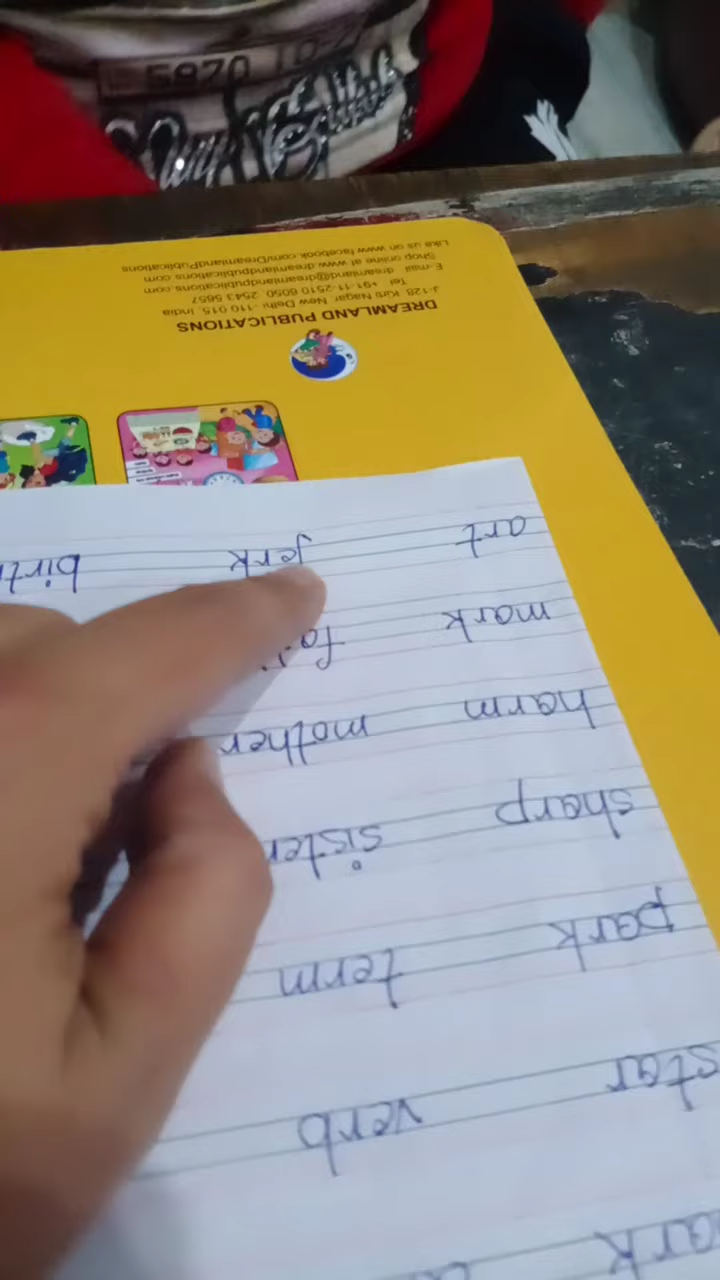 star verb
park term
sharp sister
harm mother
mark
art jerk
DREAMLAND PUBLICATIONS
J-128, Kirti Nagar, New Delhi - 110 015, India
Tel : +91-11-2510 6050, 2543 5657
E-mail : dreamland@dreamlandpublications.com
Shop online at www.dreamlandpublications.com
Like us on www.facebook.com/DreamlandPublications